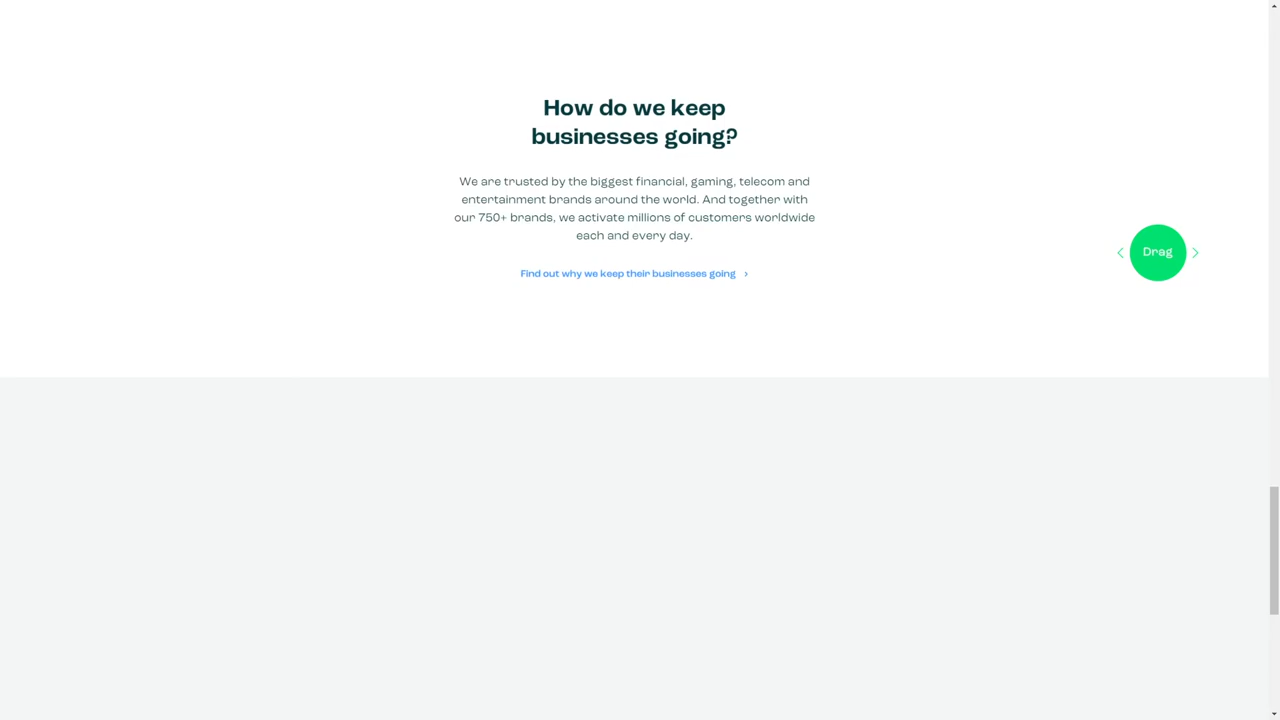 How do we keep
businesses going?
We are trusted by the biggest financial, gaming, telecom and
entertainment brands around the world. And together with
our 750+ brands, we activate millions of customers worldwide
each and every day.
Drag
Find out why we keep their businesses going